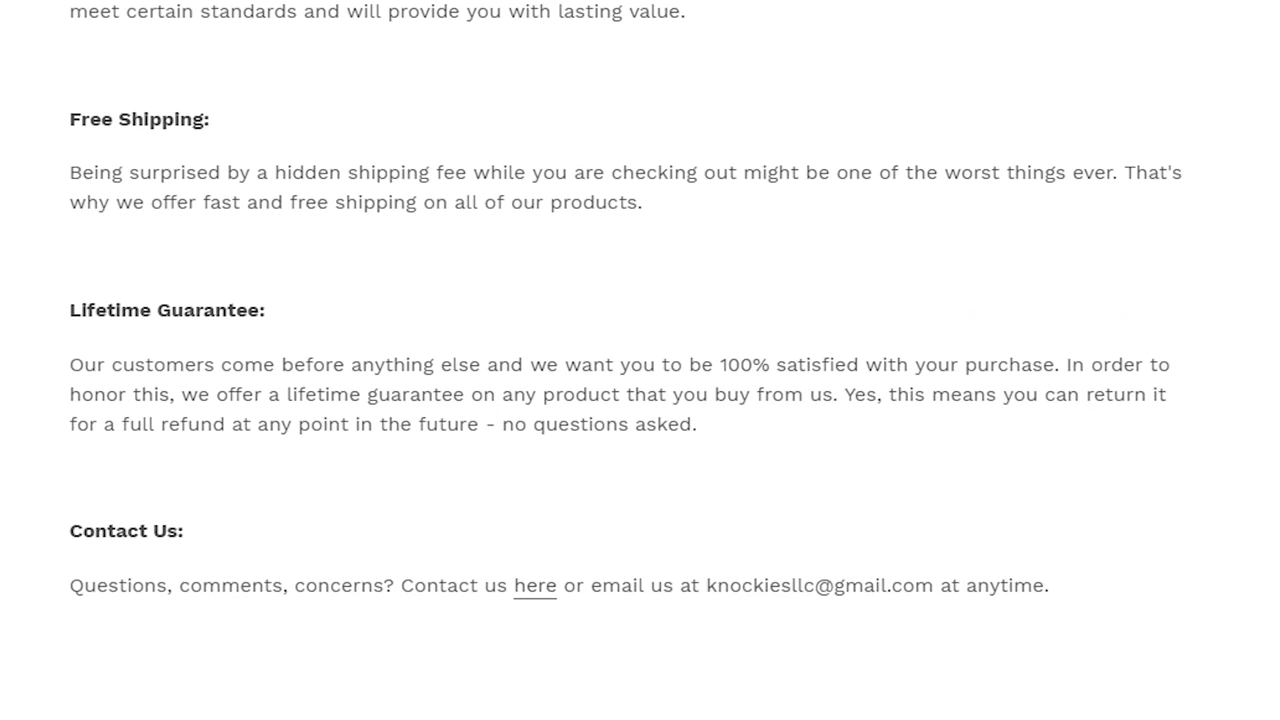 meet certain standards and will provide you with lasting value.
Free Shipping:
Being surprised by a hidden shipping fee while you are checking out might be one of the worst things ever. That's
why we offer fast and free shipping on all of our products.
Lifetime Guarantee:
Our customers come before anything else and we want you to be 100% satisfied with your purchase. In order to
honor this, we offer a lifetime guarantee on any product that you buy from us. Yes, this means you can return it
for a full refund at any point in the future - no questions asked.
Contact Us:
Questions, comments, concerns? Contact us here or email us at knockiesllc@gmail.com at anytime.